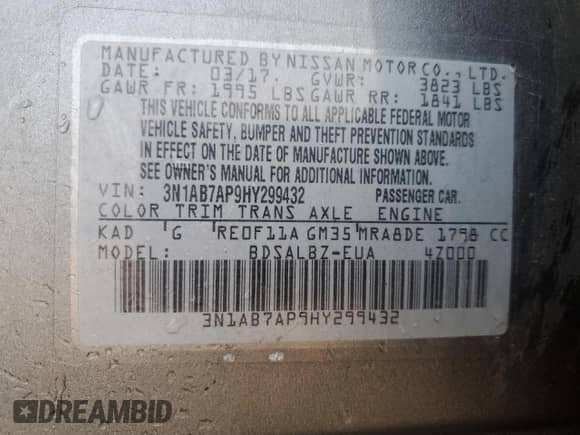 MANUFACTURED BY NISSAN MOTOR CO., LTD.
DATE: 03/17. GVWR: 3823 LBS
GAWR FR: 1995 LBS GAWR RR: 1841 LBS
THIS VEHICLE CONFORMS TO ALL APPLICABLE FEDERAL MOTOR
VEHICLE SAFETY, BUMPER AND THEFT PREVENTION STANDARDS
IN EFFECT ON THE DATE OF MANUFACTURE SHOWN ABOVE.
SEE OWNER'S MANUAL FOR ADDITIONAL INFORMATION.
VIN: 3N1AB7AP9HY299432 PASSENGER CAR.
COLOR TRIM TRANS AXLE ENGINE
KAD G RE0F11A GM35 MRA8DE 1798 CC
MODEL: BDSALBZ-EUA 47000
3N1AB7AP9HY299432
DREAMBID